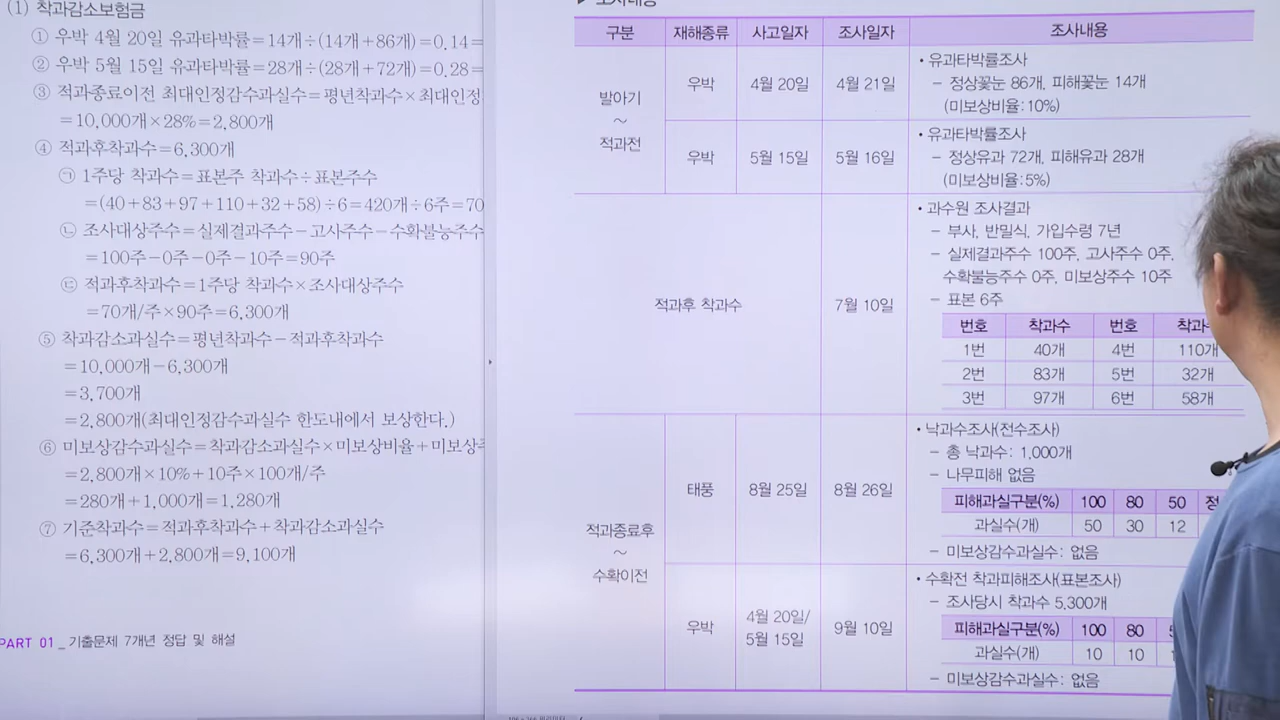 (1) 착과감소보험금
① 우박 4월 20일 유과타박률=14개÷(14개+86개)=0.14=
② 우박 5월 15일 유과타박률=28개÷(28개+72개)=0.28=
③ 적과종료이전 최대인정감수과실수=평년착과수×최대인정
=10,000개×28%=2,800개
④ 적과후착과수=6,300개
㉠ 1주당 착과수=표본주 착과수÷표본주수
=(40+83+97+110+32+58)÷6=420개÷6주=70
㉡ 조사대상주수=실제결과주수-고사주수-수확불능주수
=100주-0주-0주-10주=90주
㉢ 적과후착과수=1주당 착과수×조사대상주수
=70개/주×90주=6,300개
⑤ 착과감소과실수=평년착과수-적과후착과수
=10,000개-6,300개
=3,700개
=2,800개(최대인정감수과실수 한도내에서 보상한다.)
⑥ 미보상감수과실수=착과감소과실수×미보상비율+미보상주
=2,800개×10%+10주×100개/주
=280개+1,000개=1,280개
⑦ 기준착과수=적과후착과수+착과감소과실수
=6,300개+2,800개=9,100개
PART 01 _ 기출문제 7개년 정답 및 해설
구분 재해종류 사고일자 조사일자 조사내용
발아기
~
적과전
우박 4월 20일 4월 21일
• 유과타박률조사
- 정상꽃눈 86개, 피해꽃눈 14개
(미보상비율:10%)
우박 5월 15일 5월 16일
• 유과타박률조사
- 정상유과 72개, 피해유과 28개
(미보상비율:5%)
적과후 착과수 7월 10일
• 과수원 조사결과
- 부사, 반밀식, 가입수령 7년
- 실제결과주수 100주, 고사주수 0주,
수확불능주수 0주, 미보상주수 10주
- 표본 6주
번호 착과수 번호 착과
1번 40개 4번 110개
2번 83개 5번 32개
3번 97개 6번 58개
적과종료후
~
수확이전
태풍 8월 25일 8월 26일
• 낙과수조사(전수조사)
- 총 낙과수: 1,000개
- 나무피해 없음
피해과실구분(%) 100 80 50 정
과실수(개) 50 30 12
- 미보상감수과실수: 없음
우박 4월 20일/
5월 15일 9월 10일
• 수확전 착과피해조사(표본조사)
- 조사당시 착과수 5,300개
피해과실구분(%) 100 80
과실수(개) 10 10
- 미보상감수과실수: 없음